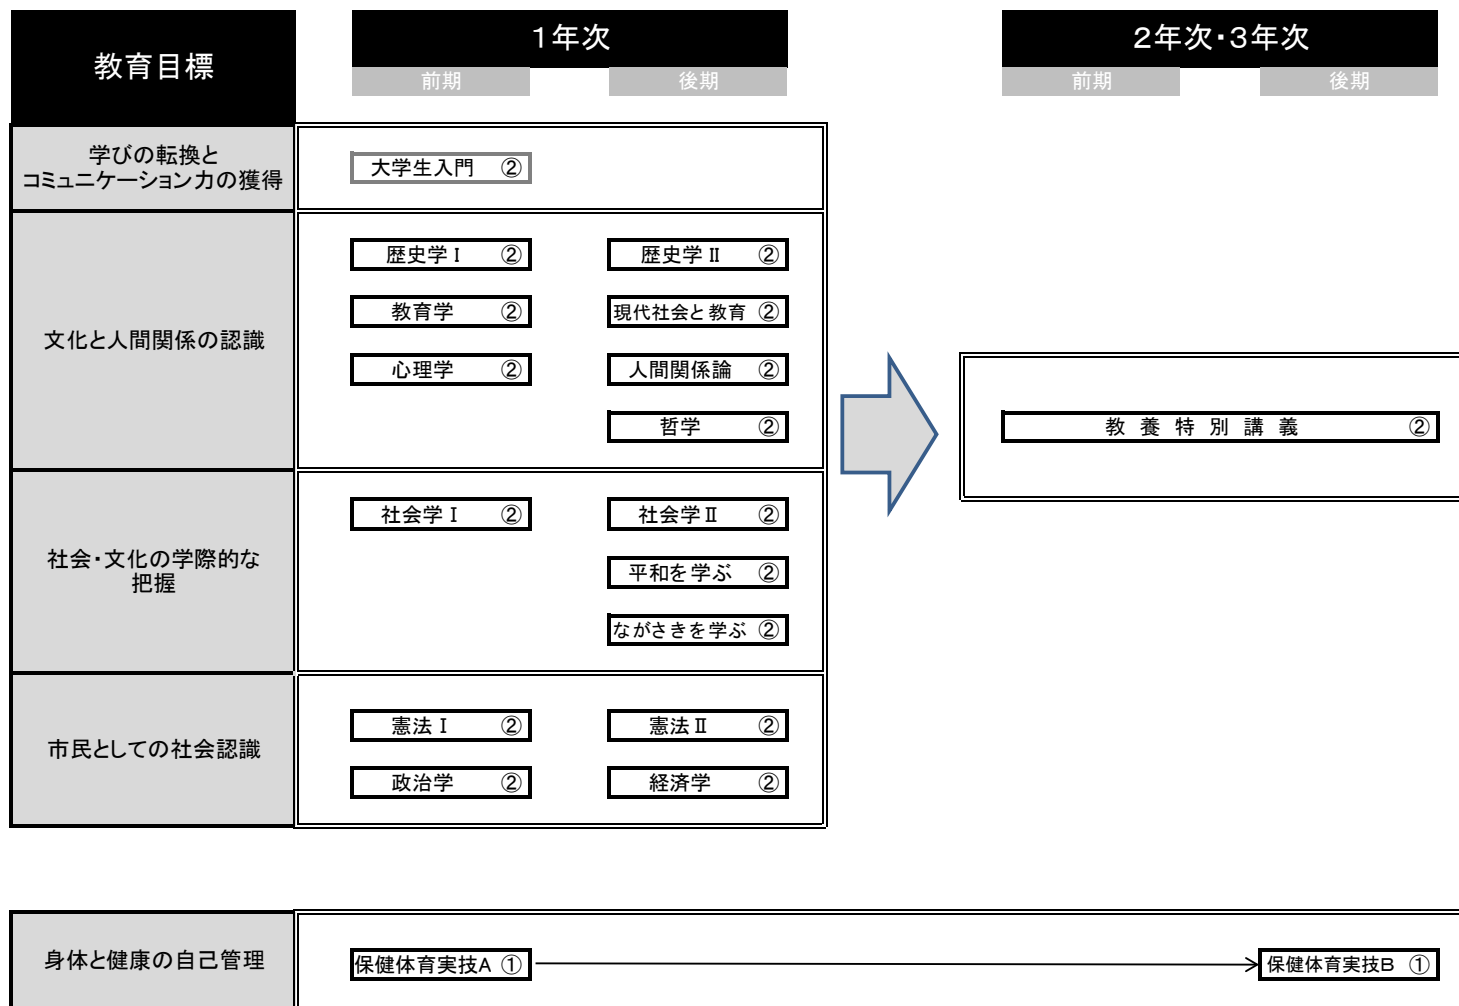 教育目標
1年次
2年次・3年次
前期
後期
前期
後期
学びの転換と
コミュニケーション力の獲得
大学生入門 ②
文化と人間関係の認識
歴史学Ⅰ ②
歴史学Ⅱ ②
教育学 ②
現代社会と教育 ②
心理学 ②
人間関係論 ②
哲学 ②
教養特別講義 ②
社会・文化の学際的な
把握
社会学Ⅰ ②
社会学Ⅱ ②
平和を学ぶ ②
ながさきを学ぶ ②
市民としての社会認識
憲法Ⅰ ②
憲法Ⅱ ②
政治学 ②
経済学 ②
身体と健康の自己管理
保健体育実技A ①
保健体育実技B ①